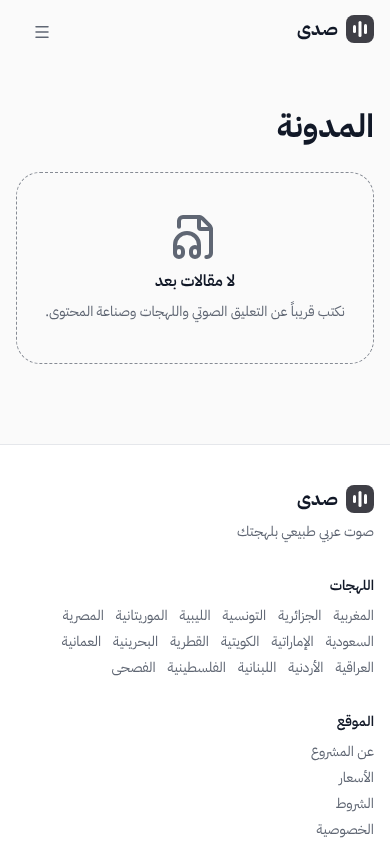 صدى
المدونة
لا مقالات بعد
نكتب قريباً عن التعليق الصوتي واللهجات وصناعة المحتوى.
صدى
صوت عربي طبيعي بلهجتك
اللهجات
المغربية الجزائرية التونسية الليبية الموريتانية المصرية
السعودية الإماراتية الكويتية القطرية البحرينية العمانية
العراقية الأردنية اللبنانية الفلسطينية الفصحى
الموقع
عن المشروع
الأسعار
الشروط
الخصوصية